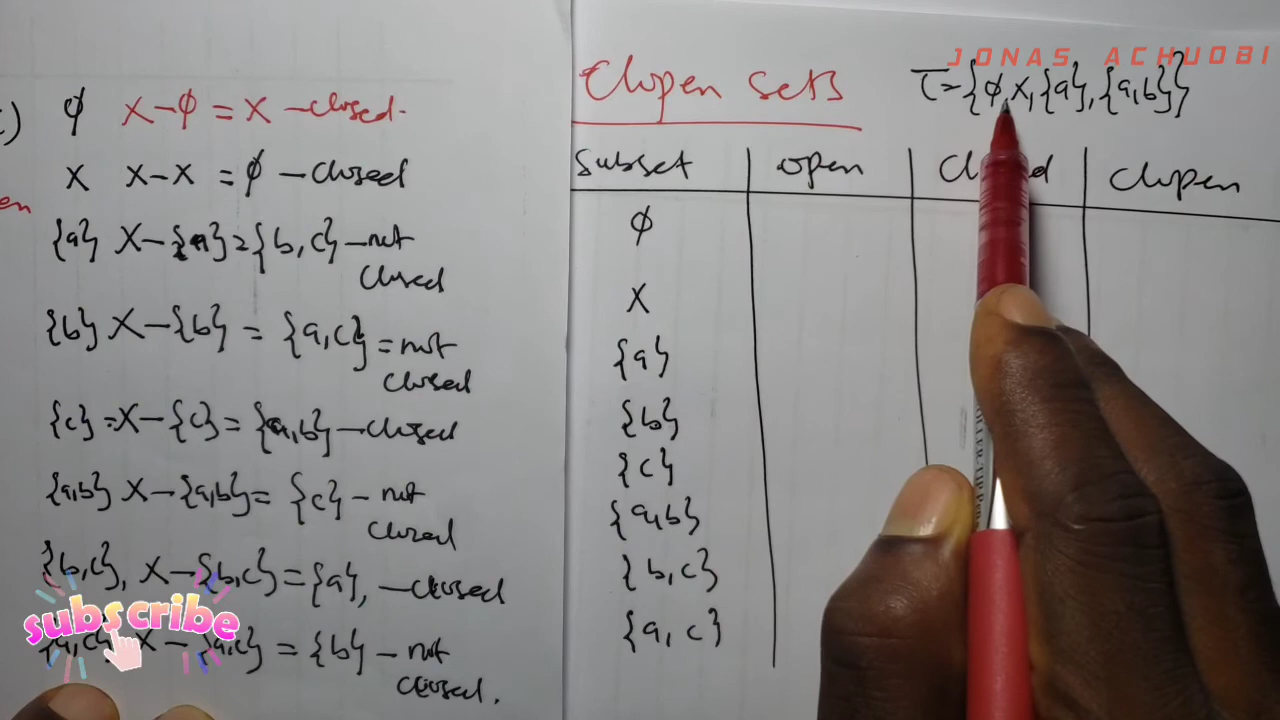 c) ϕ X-ϕ = X -closed.
X X-X = ϕ -closed
en
{a} X-{a} = {b, c} -not
closed
{b} X-{b} = {a, c} = not
closed
{c} = X-{c} = {a,b} -closed
{a,b} X-{a,b} = {c} - not
closed
{b,c}, X-{b,c} = {a}, -closed
subscribe
{a,c} X - {a,c} = {b} - not
closed.
JONAS ACHUOBI
Clopen sets τ = {ϕ, X, {a}, {a,b}}
subset open closed clopen
ϕ
X
{a}
{b}
{c}
{a,b}
{b,c}
{a, c}